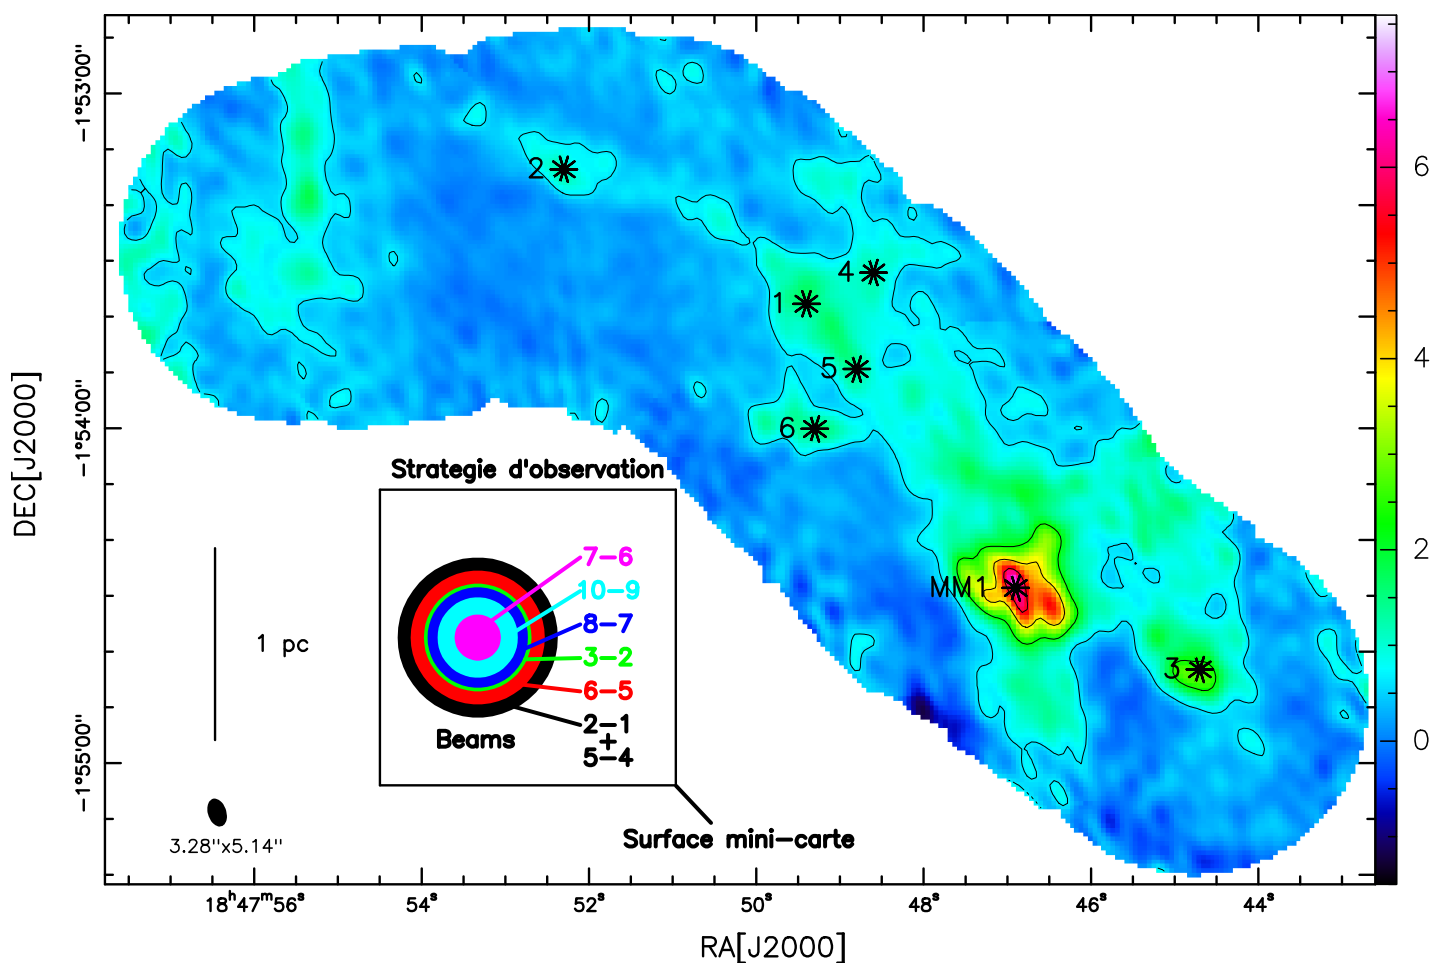 −1°53'00"
2
4
1
5
6
MM1
3
−1°54'00"
−1°55'00"
DEC[J2000]
Strategie d'observation
7−6
10−9
8−7
3−2
6−5
2−1
+
5−4
Beams
Surface mini−carte
1 pc
3.28"x5.14"
18ʰ47ᵐ56ˢ
54ˢ
52ˢ
50ˢ
48ˢ
46ˢ
44ˢ
RA[J2000]
6
4
2
0